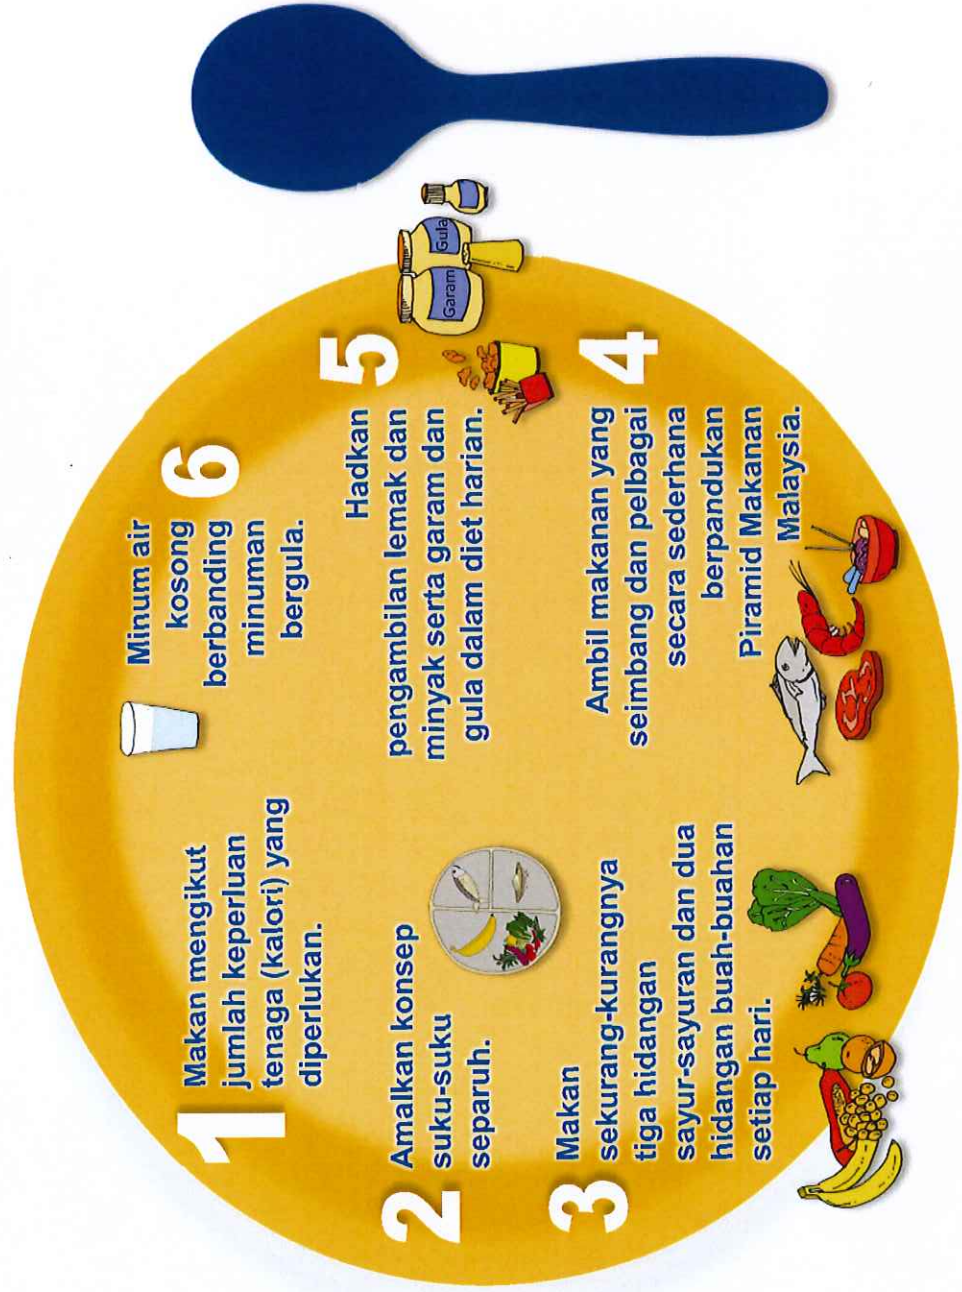 1
Makan mengikut
jumlah keperluan
tenaga (kalori) yang
diperlukan.
2
Amalkan konsep
suku-suku
separuh.
3
Makan
sekurang-kurangnya
tiga hidangan
sayur-sayuran dan dua
hidangan buah-buahan
setiap hari.
4
Ambil makanan yang
seimbang dan pelbagai
secara sederhana
berpandukan
Piramid Makanan
Malaysia.
5
Hadkan
pengambilan lemak dan
minyak serta garam dan
gula dalam diet harian.
Garam
Gula
6
Minum air
kosong
berbanding
minuman
bergula.